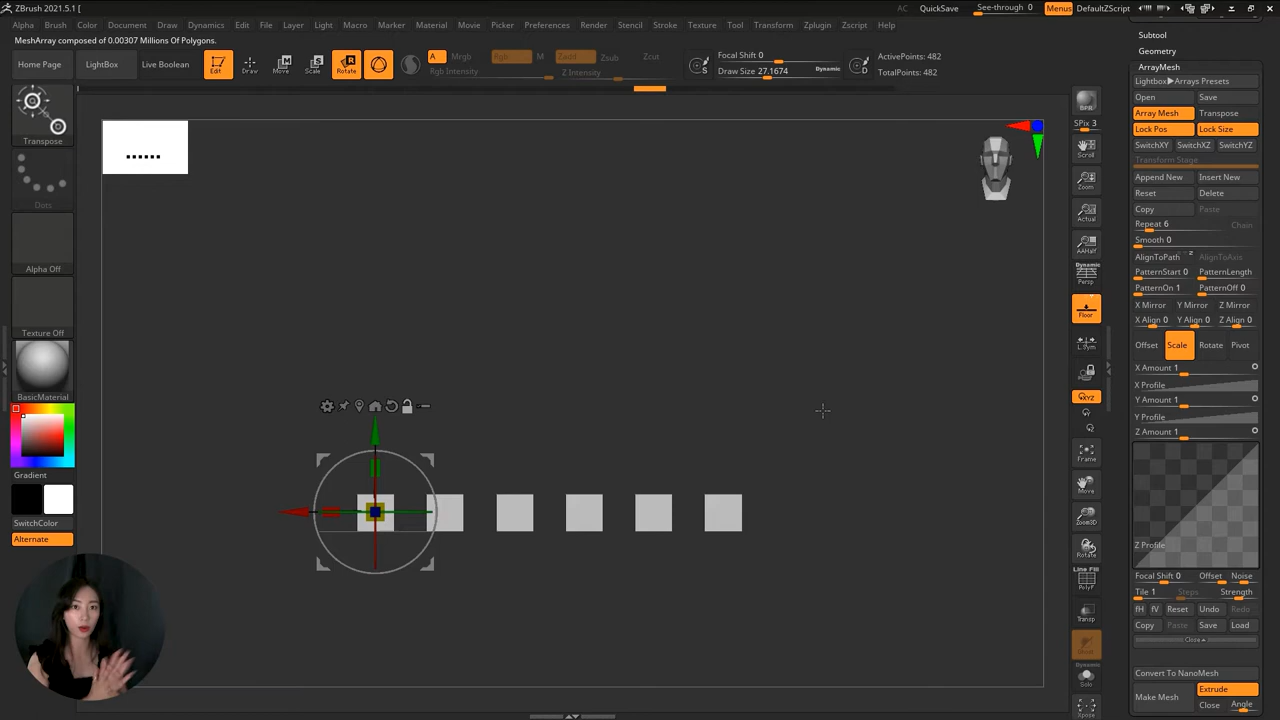 ZBrush 2021.5.1 [
AC QuickSave See-through 0 Menus DefaultZScript
Alpha Brush Color Document Draw Dynamics Edit File Layer Light Macro Marker Material Movie Picker Preferences Render Stencil Stroke Texture Tool Transform Zplugin Zscript Help
MeshArray composed of 0.00307 Millions Of Polygons.
Home Page LightBox Live Boolean Edit Draw Move Scale Rotate
A Mrgb Rgb M Zadd Zsub Zcut
Rgb Intensity Z Intensity
S Focal Shift 0
Draw Size 27.1674 Dynamic
D ActivePoints: 482
TotalPoints: 482
Transpose
Dots
Alpha Off
Texture Off
BasicMaterial
Gradient
SwitchColor
Alternate
BPR
SPix 3
Scroll
Zoom
Actual
AAHalf
Dynamic
Persp
Floor
L.Sym
XYZ
Frame
Move
Zoom3D
Rotate
Line Fill
PolyF
Transp
Dynamic
Solo
Xpose
Subtool
Geometry
ArrayMesh
Lightbox▶Arrays Presets
Open Save
Array Mesh Transpose
Lock Pos Lock Size
SwitchXY SwitchXZ SwitchYZ
Transform Stage
Append New Insert New
Reset Delete
Copy Paste
Repeat 6 Chain
Smooth 0
AlignToPath AlignToAxis
PatternStart 0 PatternLength
PatternOn 1 PatternOff 0
X Mirror Y Mirror Z Mirror
X Align 0 Y Align 0 Z Align 0
Offset Scale Rotate Pivot
X Amount 1
X Profile
Y Amount 1
Y Profile
Z Amount 1
Z Profile
Focal Shift 0 Offset Noise
Tile 1 Steps Strength
fH fV Reset Undo Redo
Copy Paste Save Load
Close
Convert To NanoMesh
Make Mesh Extrude
Close Angle